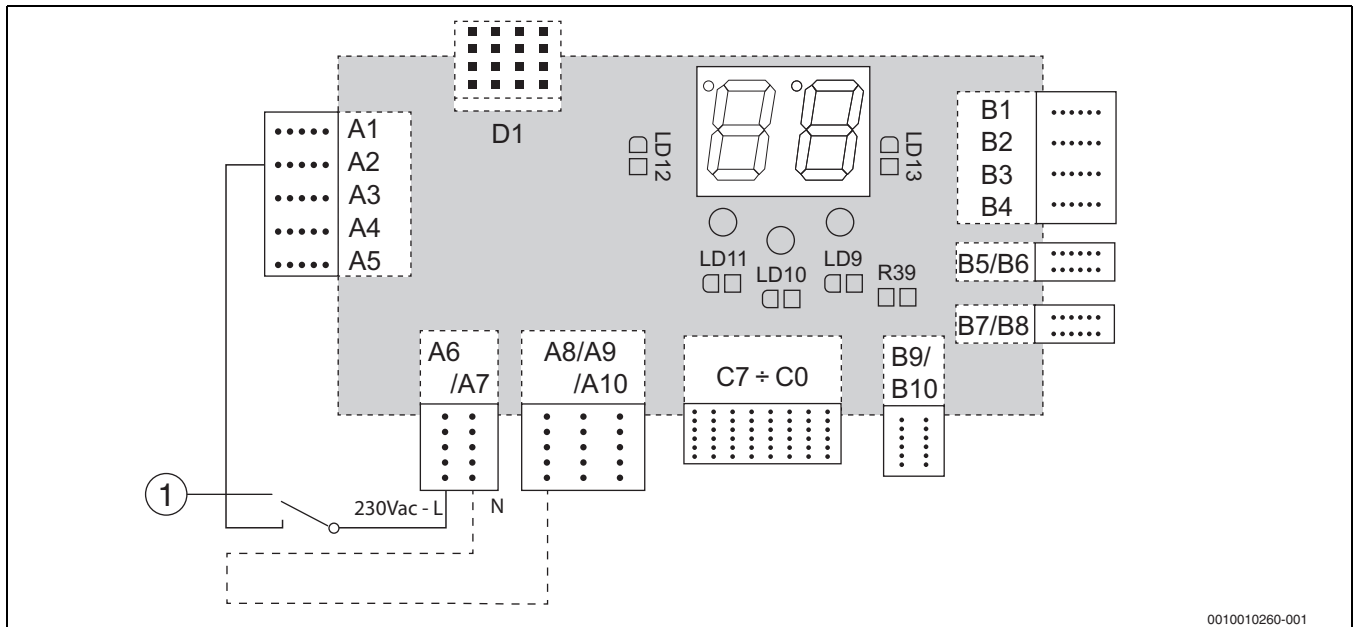 D1
A1
A2
A3
A4
A5
LD12
LD13
B1
B2
B3
B4
LD11
LD10
LD9
R39
B5/B6
B7/B8
A6
/A7
A8/A9
/A10
C7 ÷ C0
B9/
B10
1
230Vac - L
N
0010010260-001